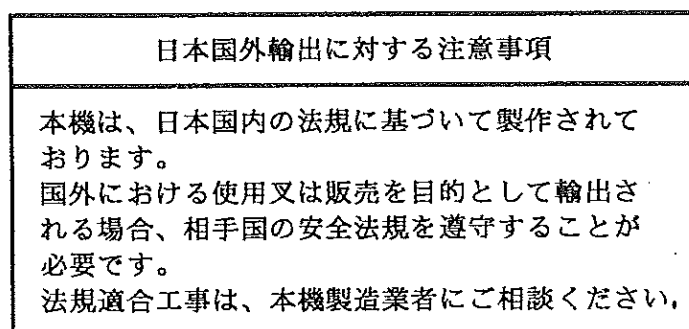 日本国外輸出に対する注意事項
本機は、日本国内の法規に基づいて製作されて
おります。
国外における使用又は販売を目的として輸出さ
れる場合、相手国の安全法規を遵守することが
必要です。
法規適合工事は、本機製造業者にご相談ください。